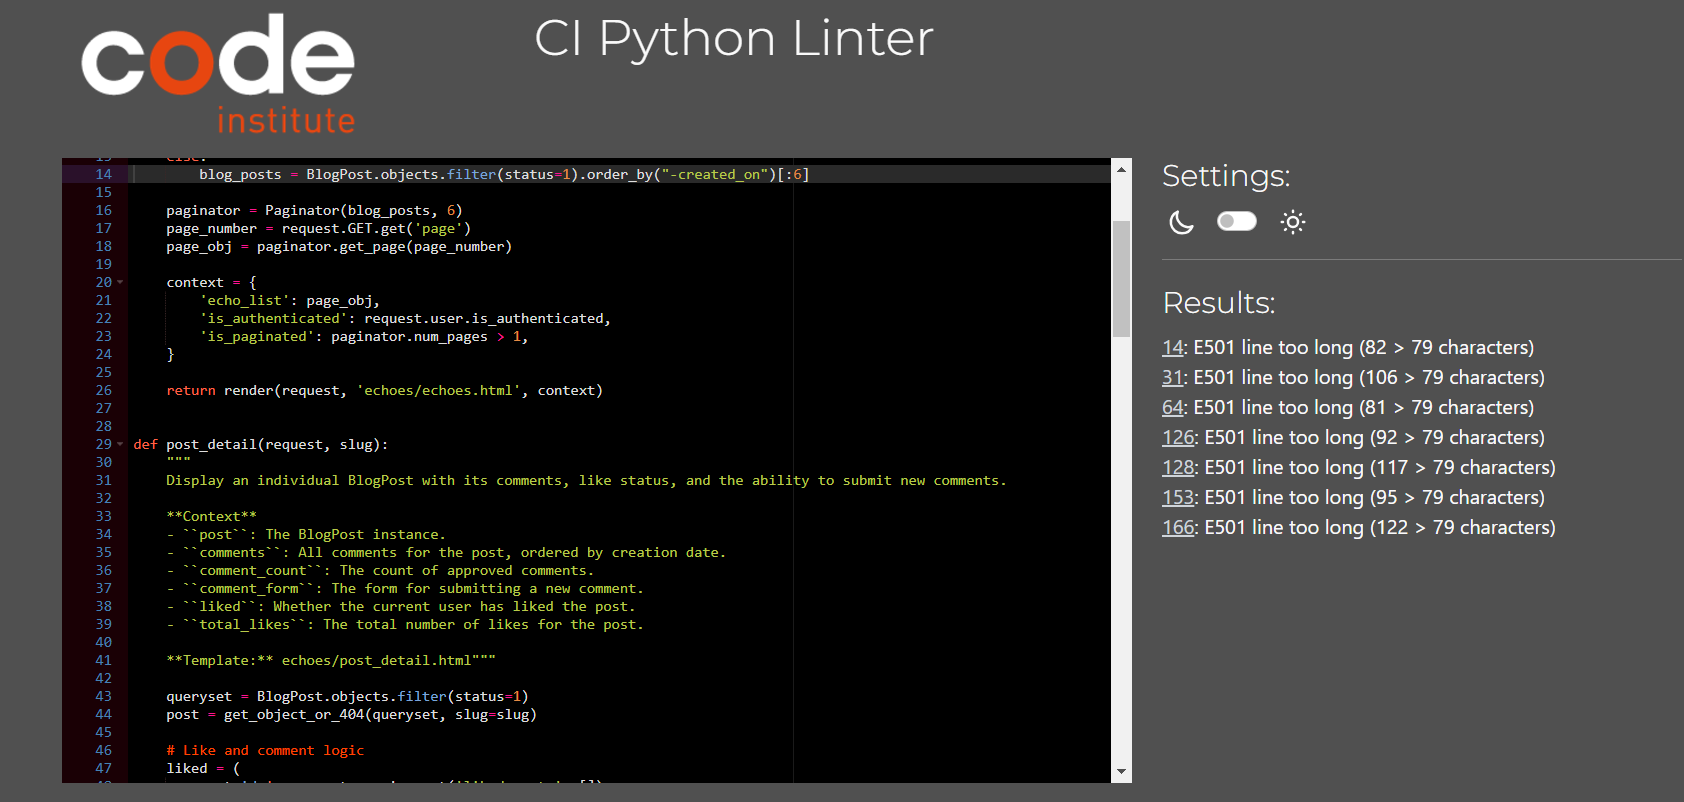 code
institute
CI Python Linter
13 else:
14 blog_posts = BlogPost.objects.filter(status=1).order_by("-created_on")[:6]
15
16 paginator = Paginator(blog_posts, 6)
17 page_number = request.GET.get('page')
18 page_obj = paginator.get_page(page_number)
19
20 context = {
21 'echo_list': page_obj,
22 'is_authenticated': request.user.is_authenticated,
23 'is_paginated': paginator.num_pages > 1,
24 }
25
26 return render(request, 'echoes/echoes.html', context)
27
28
29 def post_detail(request, slug):
30 """
31 Display an individual BlogPost with its comments, like status, and the ability to submit new comments.
32
33 **Context**
34 - ``post``: The BlogPost instance.
35 - ``comments``: All comments for the post, ordered by creation date.
36 - ``comment_count``: The count of approved comments.
37 - ``comment_form``: The form for submitting a new comment.
38 - ``liked``: Whether the current user has liked the post.
39 - ``total_likes``: The total number of likes for the post.
40
41 **Template:** echoes/post_detail.html"""
42
43 queryset = BlogPost.objects.filter(status=1)
44 post = get_object_or_404(queryset, slug=slug)
45
46 # Like and comment logic
47 liked = (
Settings:
Results:
14: E501 line too long (82 > 79 characters)
31: E501 line too long (106 > 79 characters)
64: E501 line too long (81 > 79 characters)
126: E501 line too long (92 > 79 characters)
128: E501 line too long (117 > 79 characters)
153: E501 line too long (95 > 79 characters)
166: E501 line too long (122 > 79 characters)